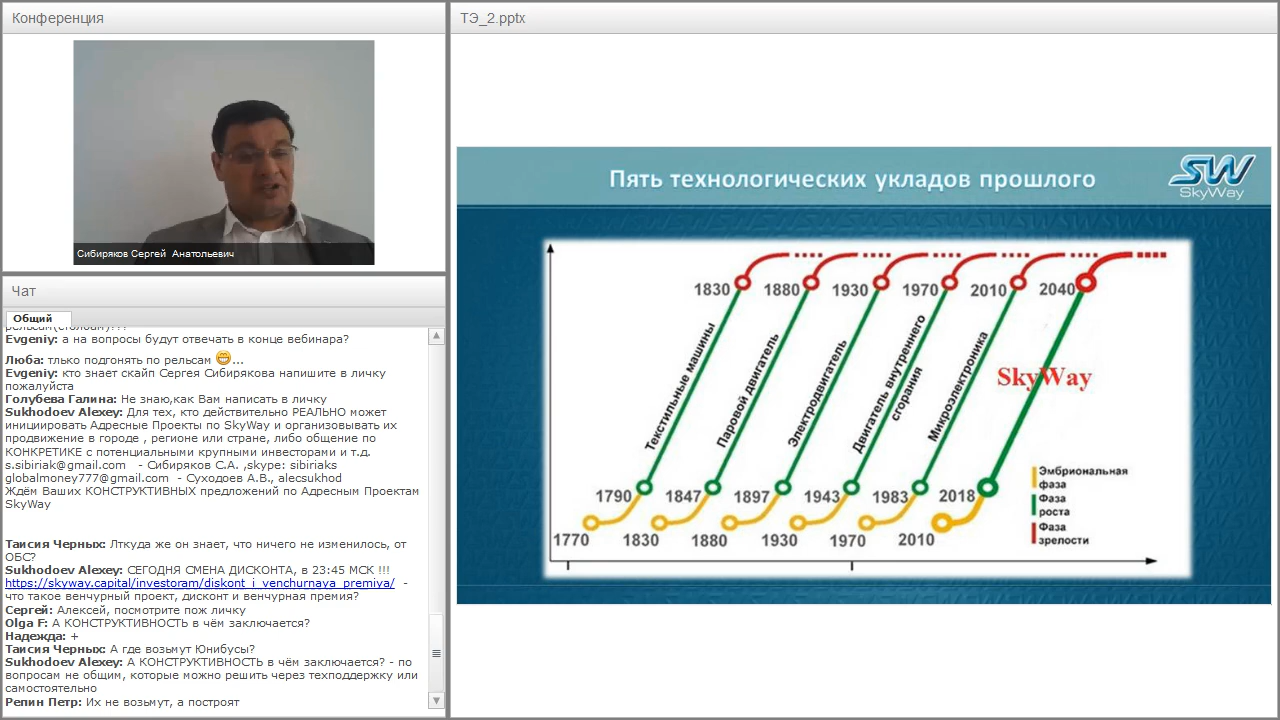 Конференция
Сибиряков Сергей Анатольевич
Чат
Общий
Evgeniy: а на вопросы будут отвечать в конце вебинара?
Люба: тлько подгонять по рельсам ...
Evgeniy: кто знает скайп Сергея Сибирякова напишите в личку
пожалуйста
Голубева Галина: Не знаю,как Вам написать в личку
Sukhodoev Alexey: Для тех, кто действительно РЕАЛЬНО может
инициировать Адресные Проекты по SkyWay и организовывать их
продвижение в городе , регионе или стране, либо общение по
КОНКРЕТИКЕ с потенциальными крупными инвесторами и т.д.
s.sibiriak@gmail.com - Сибиряков С.А. ,skype: sibiriaks
globalmoney777@gmail.com - Суходоев А.В., alecsukhod
Ждём Ваших КОНСТРУКТИВНЫХ предложений по Адресным Проектам
SkyWay
Таисия Черных: Лткуда же он знает, что ничего не изменилось, от
ОБС?
Sukhodoev Alexey: СЕГОДНЯ СМЕНА ДИСКОНТА, в 23:45 МСК !!!
https://skyway.capital/investoram/diskont_i_venchurnaya_premiya/ -
что такое венчурный проект, дисконт и венчурная премия?
Сергей: Алексей, посмотрите пож личку
Olga F: А КОНСТРУКТИВНОСТЬ в чём заключается?
Надежда: +
Таисия Черных: А где возьмут Юнибусы?
Sukhodoev Alexey: А КОНСТРУКТИВНОСТЬ в чём заключается? - по
вопросам не общим, которые можно решить через техподдержку или
самостоятельно
Репин Петр: Их не возьмут, а построят
ТЭ_2.pptx
Пять технологических укладов прошлого
SW
SkyWay
1830 1880 1930 1970 2010 2040
Текстильные машины
Паровой двигатель
Электродвигатель
Двигатель внутреннего
сгорания
Микроэлектроника
SkyWay
1790 1847 1897 1943 1983 2018
1770 1830 1880 1930 1970 2010
Эмбриональная
фаза
Фаза
роста
Фаза
зрелости